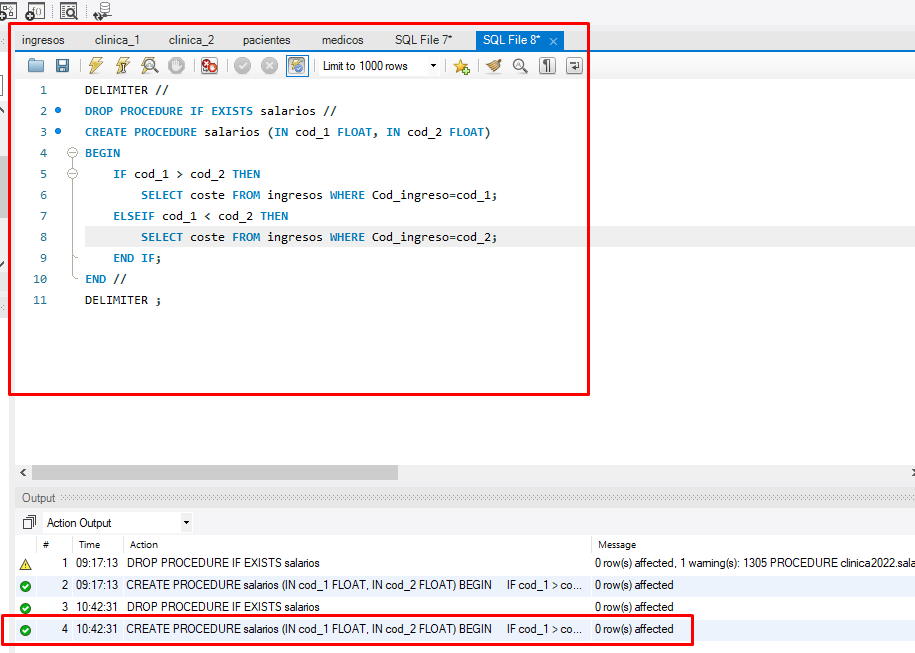 ingresos clinica_1 clinica_2 pacientes medicos SQL File 7* SQL File 8*
Limit to 1000 rows
1 DELIMITER //
2 DROP PROCEDURE IF EXISTS salarios //
3 CREATE PROCEDURE salarios (IN cod_1 FLOAT, IN cod_2 FLOAT)
4 BEGIN
5 IF cod_1 > cod_2 THEN
6 SELECT coste FROM ingresos WHERE Cod_ingreso=cod_1;
7 ELSEIF cod_1 < cod_2 THEN
8 SELECT coste FROM ingresos WHERE Cod_ingreso=cod_2;
9 END IF;
10 END //
11 DELIMITER ;
Output
Action Output
# Time Action Message
1 09:17:13 DROP PROCEDURE IF EXISTS salarios 0 row(s) affected, 1 warning(s): 1305 PROCEDURE clinica2022.sala
2 09:17:13 CREATE PROCEDURE salarios (IN cod_1 FLOAT, IN cod_2 FLOAT) BEGIN IF cod_1 > co... 0 row(s) affected
3 10:42:31 DROP PROCEDURE IF EXISTS salarios 0 row(s) affected
4 10:42:31 CREATE PROCEDURE salarios (IN cod_1 FLOAT, IN cod_2 FLOAT) BEGIN IF cod_1 > co... 0 row(s) affected